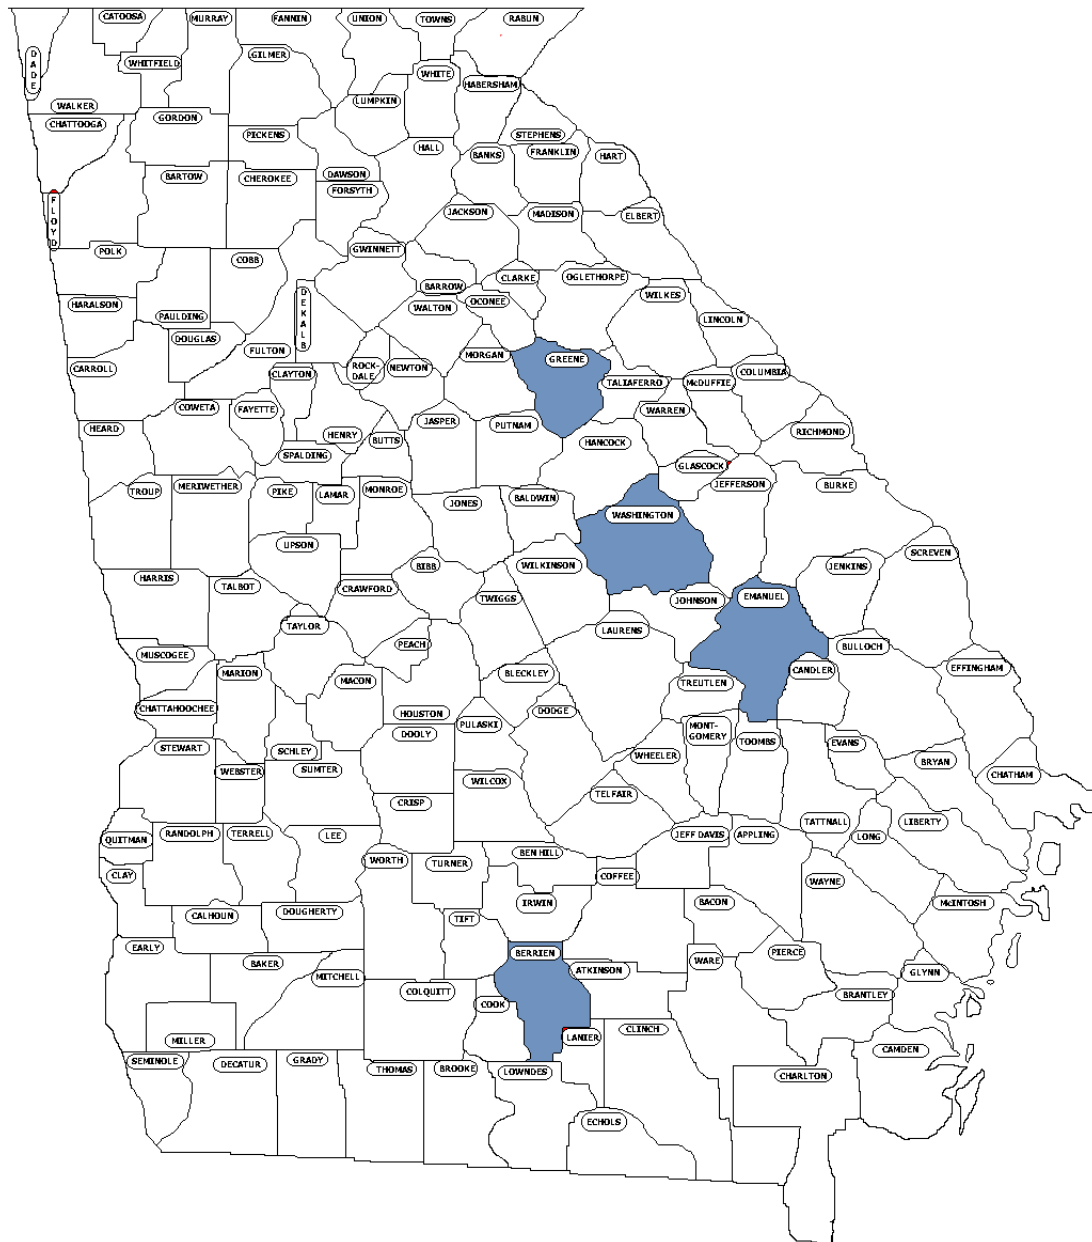 CATOOSA
MURRAY
FANNIN
UNION
TOWNS
RABUN
DADE
WHITFIELD
GILMER
WHITE
HABERSHAM
WALKER
LUMPKIN
CHATTOOGA
GORDON
PICKENS
STEPHENS
HALL
BANKS
FRANKLIN
HART
BARTOW
CHEROKEE
DAWSON
FORSYTH
FLOYD
JACKSON
MADISON
ELBERT
POLK
COBB
GWINNETT
BARROW
CLARKE
OGLETHORPE
HARALSON
PAULDING
DEKALB
WALTON
OCONEE
WILKES
LINCOLN
DOUGLAS
FULTON
CARROLL
CLAYTON
ROCK-
DALE
NEWTON
MORGAN
GREENE
TALIAFERRO
McDUFFIE
COLUMBIA
COWETA
FAYETTE
WARREN
HEARD
HENRY
BUTTS
JASPER
PUTNAM
HANCOCK
RICHMOND
SPALDING
GLASCOCK
JEFFERSON
BURKE
TROUP
MERIWETHER
PIKE
LAMAR
MONROE
JONES
BALDWIN
WASHINGTON
UPSON
BIBB
WILKINSON
SCREVEN
JENKINS
HARRIS
TALBOT
CRAWFORD
TWIGGS
JOHNSON
EMANUEL
TAYLOR
LAURENS
PEACH
BULLOCH
MUSCOGEE
MARION
MACON
BLECKLEY
TREUTLEN
CANDLER
EFFINGHAM
CHATTAHOOCHEE
HOUSTON
DODGE
PULASKI
DOOLY
MONT-
GOMERY
TOOMBS
EVANS
STEWART
SCHLEY
WEBSTER
SUMTER
WHEELER
BRYAN
CHATHAM
WILCOX
CRISP
TELFAIR
QUITMAN
RANDOLPH
TERRELL
LEE
JEFF DAVIS
APPLING
TATTNALL
LONG
LIBERTY
WORTH
TURNER
BEN HILL
CLAY
COFFEE
WAYNE
IRWIN
BACON
McINTOSH
CALHOUN
DOUGHERTY
TIFT
EARLY
BAKER
BERRIEN
ATKINSON
WARE
PIERCE
MITCHELL
GLYNN
COLQUITT
COOK
BRANTLEY
MILLER
LANIER
CLINCH
SEMINOLE
DECATUR
GRADY
THOMAS
BROOKE
LOWNDES
CAMDEN
CHARLTON
ECHOLS